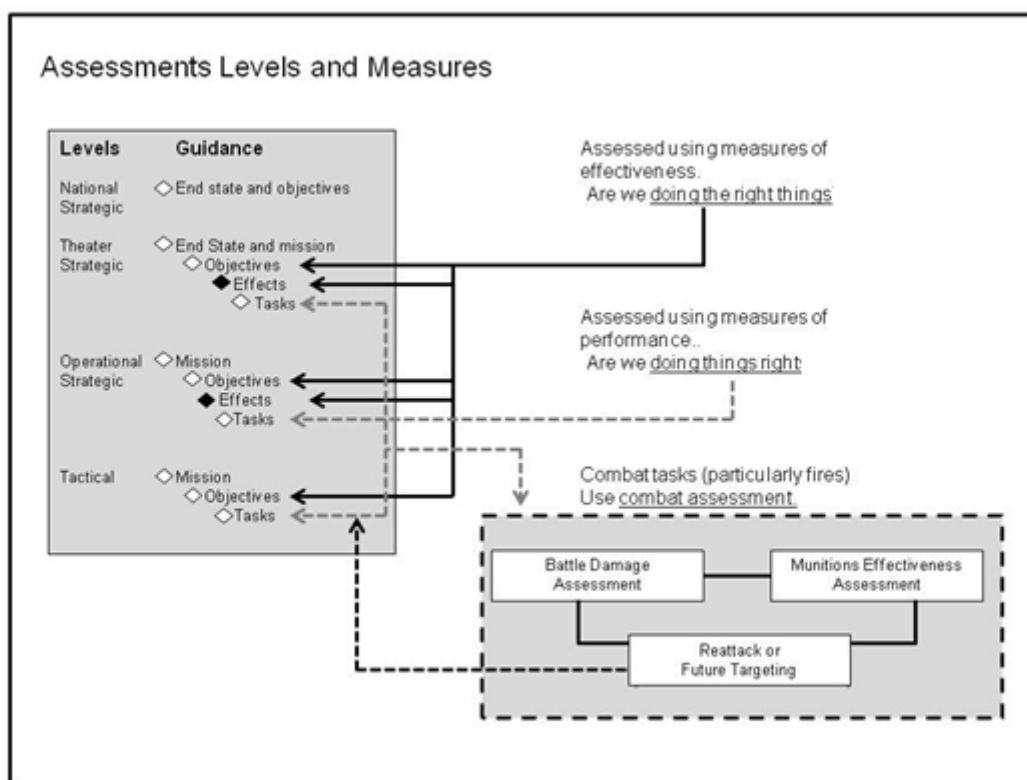 Assessments Levels and Measures
Levels Guidance
National
Strategic
End state and objectives
Theater
Strategic
End State and mission
Objectives
Effects
Tasks
Operational
Strategic
Mission
Objectives
Effects
Tasks
Tactical
Mission
Objectives
Tasks
Assessed using measures of
effectiveness.
Are we doing the right things
Assessed using measures of
performance..
Are we doing things right
Combat tasks (particularly fires)
Use combat assessment.
Battle Damage
Assessment
Munitions Effectiveness
Assessment
Reattack or
Future Targeting